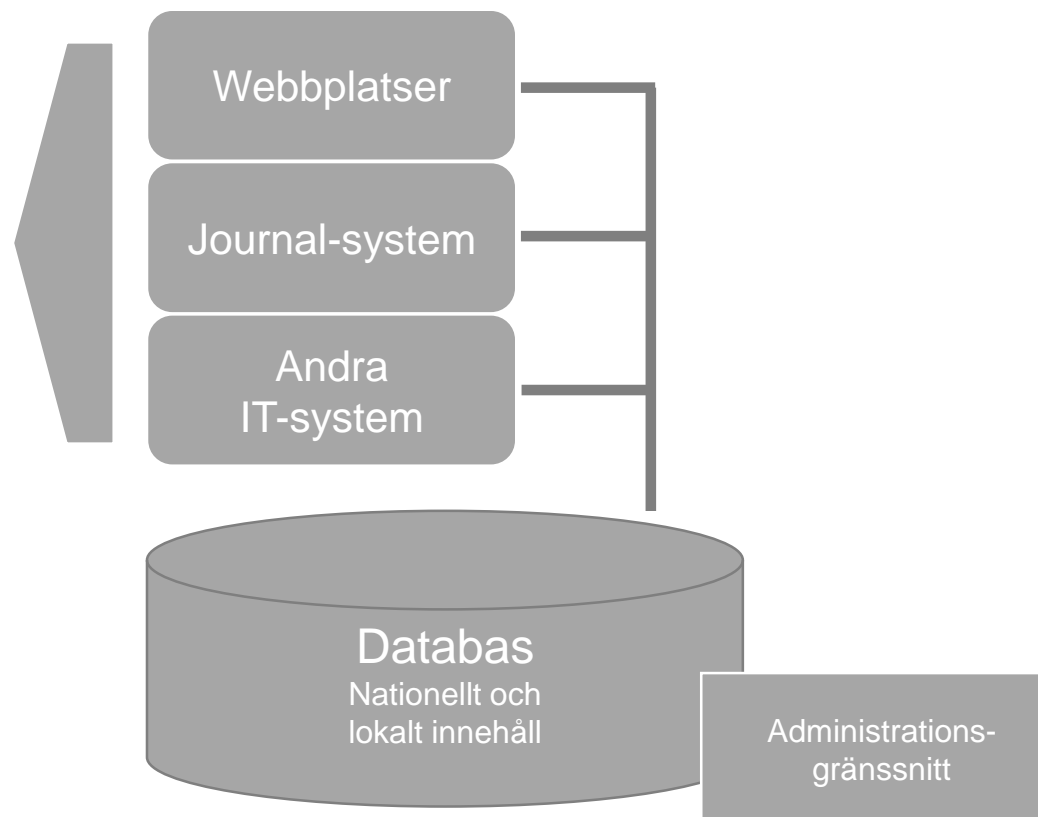 Webbplatser
Journal-system
Andra
IT-system
Databas
Nationellt och
lokalt innehåll
Administrations-
gränssnitt